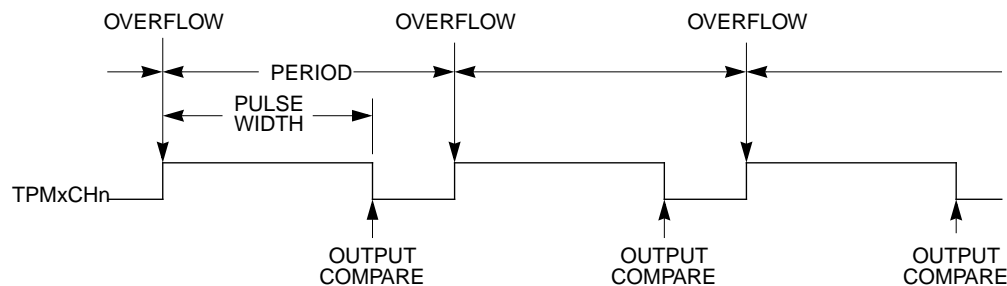 OVERFLOW OVERFLOW OVERFLOW
PERIOD
PULSE
WIDTH
TPMxCHn
OUTPUT OUTPUT OUTPUT
COMPARE COMPARE COMPARE